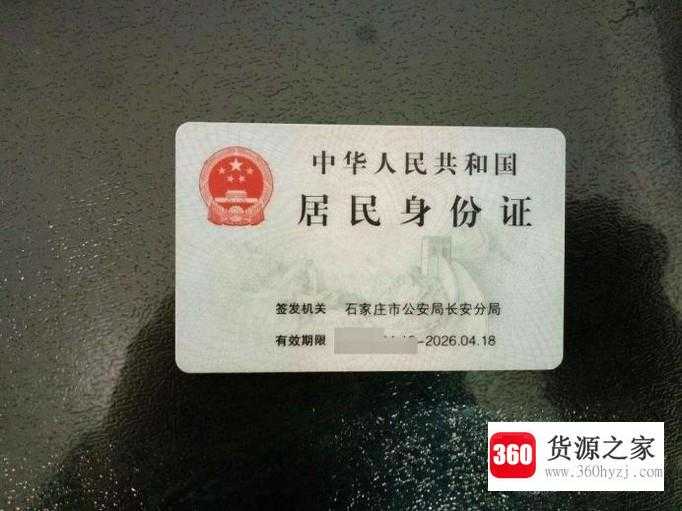 中华人民共和国
居民身份证
签发机关 石家庄市公安局长安分局
有效期限 -2026.04.18
360 货源之家
www.360hyzj.com